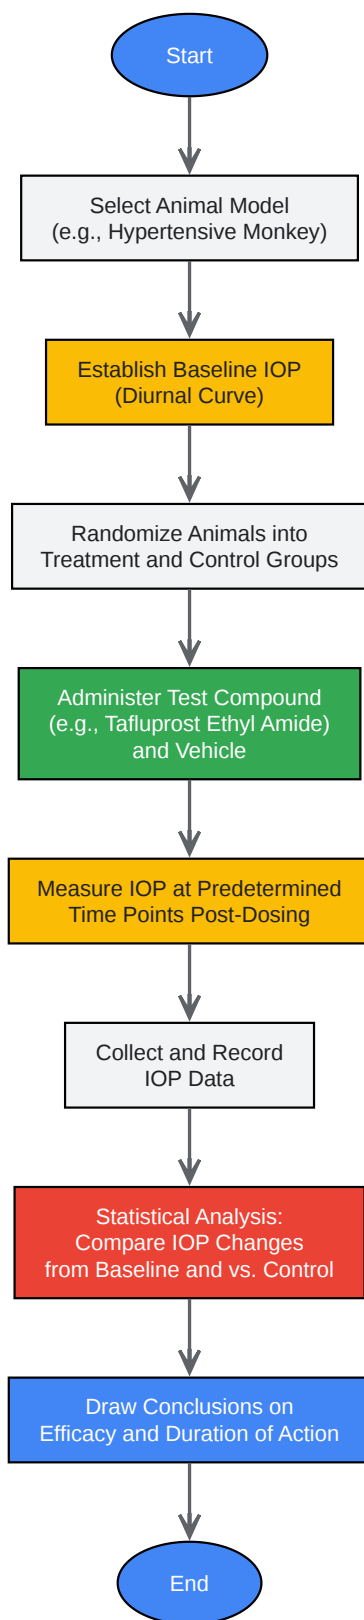 Start
Select Animal Model
(e.g., Hypertensive Monkey)
Establish Baseline IOP
(Diurnal Curve)
Randomize Animals into
Treatment and Control Groups
Administer Test Compound
(e.g., Tafluprost Ethyl Amide)
and Vehicle
Measure IOP at Predetermined
Time Points Post-Dosing
Collect and Record
IOP Data
Statistical Analysis:
Compare IOP Changes
from Baseline and vs. Control
Draw Conclusions on
Efficacy and Duration of Action
End